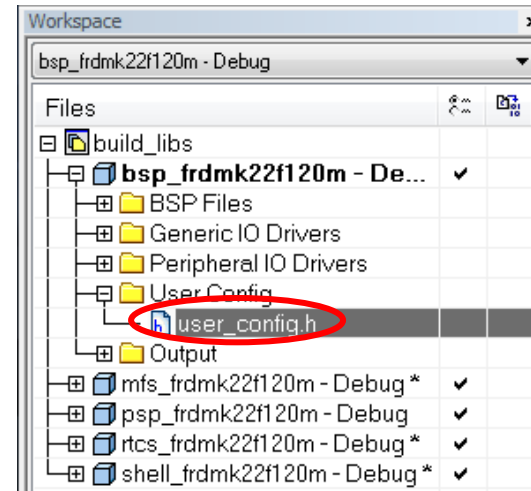 Workspace
bsp_frdmk22f120m - Debug
Files
build_libs
bsp_frdmk22f120m - De...
BSP Files
Generic IO Drivers
Peripheral IO Drivers
User Config
user_config.h
Output
mfs_frdmk22f120m - Debug *
psp_frdmk22f120m - Debug
rtcs_frdmk22f120m - Debug *
shell_frdmk22f120m - Debug *